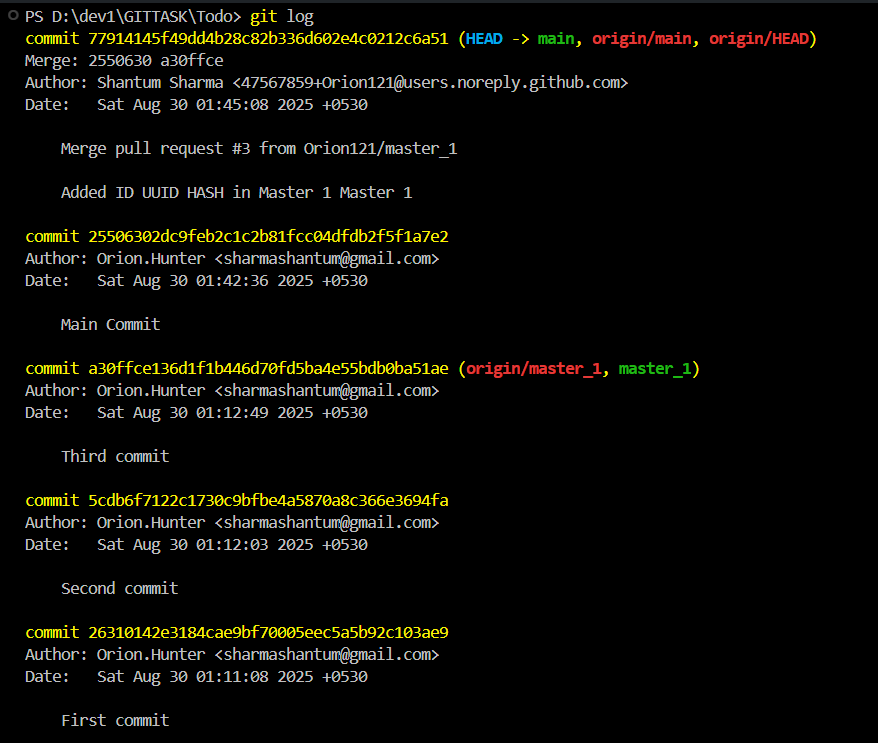 PS D:\dev1\GITTASK\Todo> git log
commit 77914145f49dd4b28c82b336d602e4c0212c6a51 (HEAD -> main, origin/main, origin/HEAD)
Merge: 2550630 a30ffce
Author: Shantum Sharma <47567859+Orion121@users.noreply.github.com>
Date:   Sat Aug 30 01:45:08 2025 +0530
    Merge pull request #3 from Orion121/master_1
    Added ID UUID HASH in Master 1 Master 1
commit 25506302dc9feb2c1c2b81fcc04dfdb2f5f1a7e2
Author: Orion.Hunter <sharmashantum@gmail.com>
Date:   Sat Aug 30 01:42:36 2025 +0530
    Main Commit
commit a30ffce136d1f1b446d70fd5ba4e55bdb0ba51ae (origin/master_1, master_1)
Author: Orion.Hunter <sharmashantum@gmail.com>
Date:   Sat Aug 30 01:12:49 2025 +0530
    Third commit
commit 5cdb6f7122c1730c9bfbe4a5870a8c366e3694fa
Author: Orion.Hunter <sharmashantum@gmail.com>
Date:   Sat Aug 30 01:12:03 2025 +0530
    Second commit
commit 26310142e3184cae9bf70005eec5a5b92c103ae9
Author: Orion.Hunter <sharmashantum@gmail.com>
Date:   Sat Aug 30 01:11:08 2025 +0530
    First commit